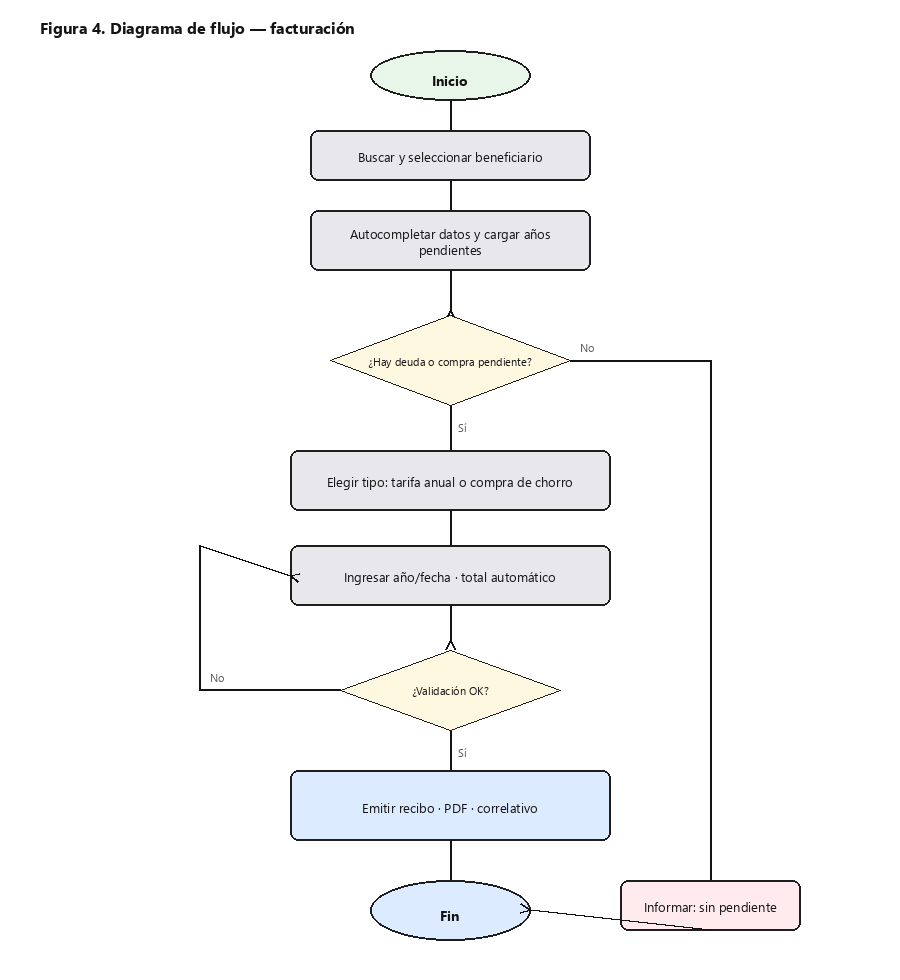 Figura 4. Diagrama de flujo — facturación
Inicio
Buscar y seleccionar beneficiario
Autocompletar datos y cargar años
pendientes
¿Hay deuda o compra pendiente?
No
Sí
Elegir tipo: tarifa anual o compra de chorro
Ingresar año/fecha · total automático
¿Validación OK?
No
Sí
Emitir recibo · PDF · correlativo
Informar: sin pendiente
Fin